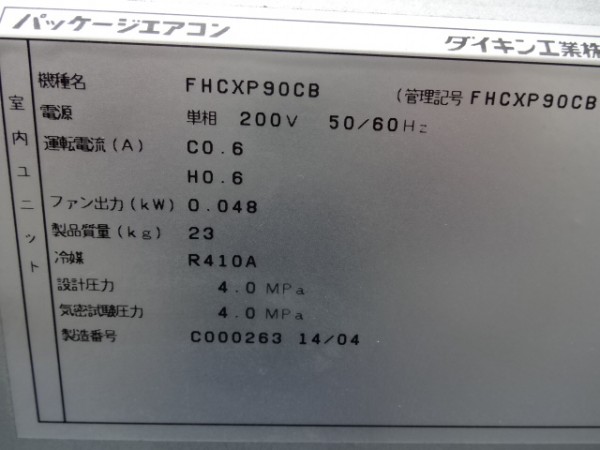 パッケージエアコン
ダイキン工業株
室内ユニット
機種名 FHCXP90CB (管理記号 FHCXP90CB
電源 単相 200V 50/60Hz
運転電流(A) C0.6
H0.6
ファン出力(kW) 0.048
製品質量(kg) 23
冷媒 R410A
設計圧力 4.0 MPa
気密試験圧力 4.0 MPa
製造番号 C000263 14/04